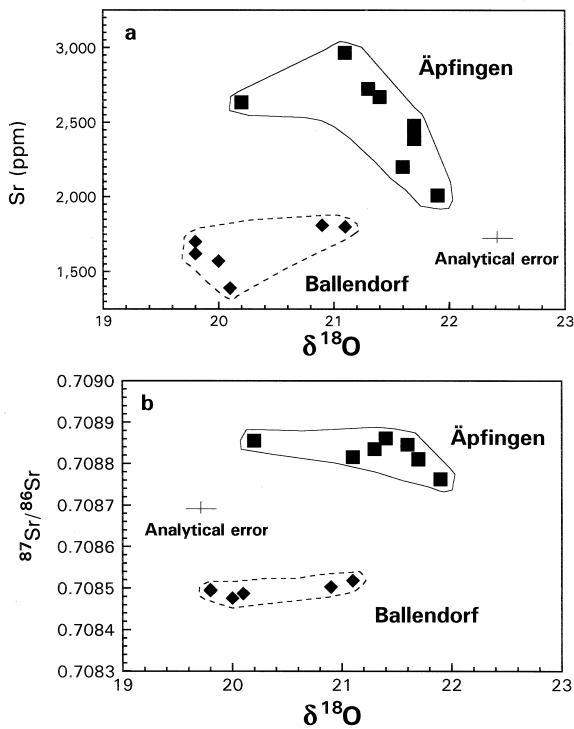 a
3,000
Äpfingen
2,500
Sr (ppm)
2,000
Analytical error
1,500
Ballendorf
19 20 21 22 23
δ¹⁸O
0.7090
b
0.7089
Äpfingen
0.7088
⁸⁷Sr/⁸⁶Sr
0.7087
Analytical error
0.7086
0.7085
Ballendorf
0.7084
0.7083
19 20 21 22 23
δ¹⁸O